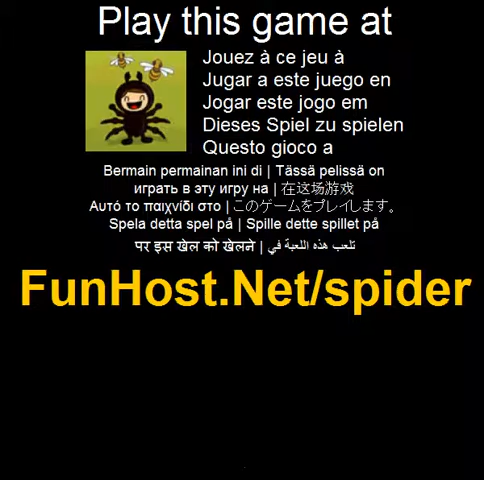 Play this game at
Jouez à ce jeu à
Jugar a este juego en
Jogar este jogo em
Dieses Spiel zu spielen
Questo gioco a
Bermain permainan ini di | Tässä pelissä on
играть в эту игру на | 在这场游戏
Αυτό το παιχνίδι στο | このゲームをプレイします。
Spela detta spel på | Spille dette spillet på
पर इस खेल को खेलने | تلعب هذه اللعبة في
FunHost.Net/spider